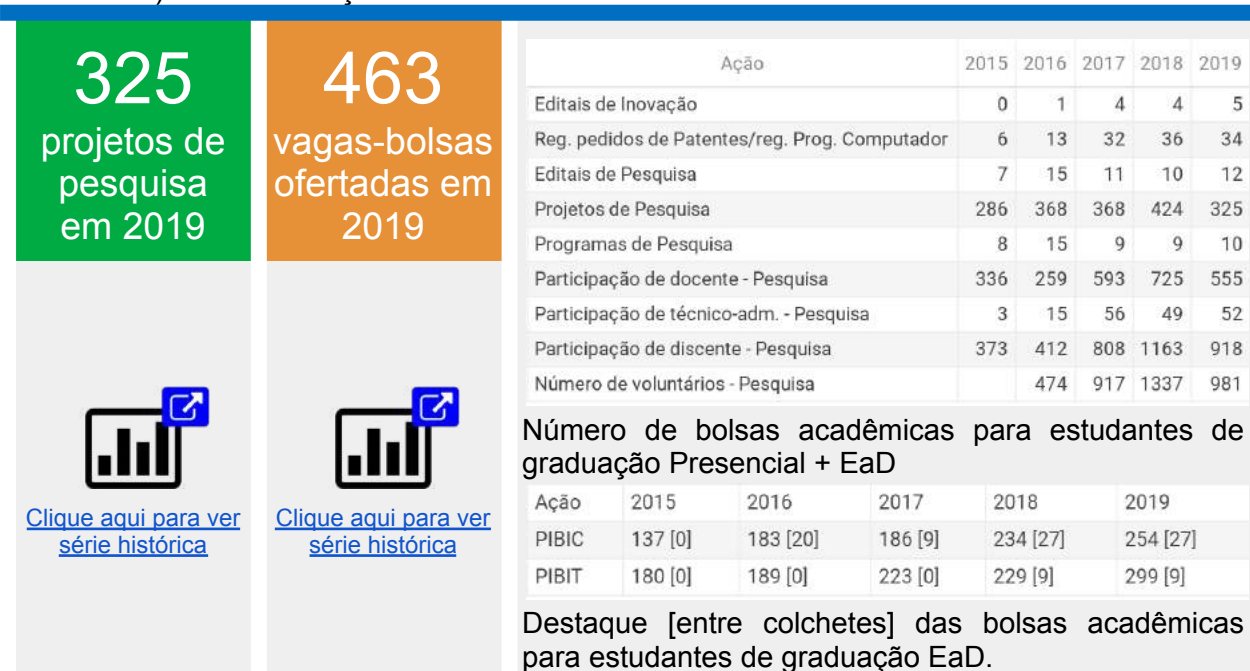 325
projetos de
pesquisa
em 2019
463
vagas-bolsas
ofertadas em
2019
Clique aqui para ver
série histórica
Clique aqui para ver
série histórica
Ação 2015 2016 2017 2018 2019
Editais de Inovação 0 1 4 4 5
Reg. pedidos de Patentes/reg. Prog. Computador 6 13 32 36 34
Editais de Pesquisa 7 15 11 10 12
Projetos de Pesquisa 286 368 368 424 325
Programas de Pesquisa 8 15 9 9 10
Participação de docente - Pesquisa 336 259 593 725 555
Participação de técnico-adm. - Pesquisa 3 15 56 49 52
Participação de discente - Pesquisa 373 412 808 1163 918
Número de voluntários - Pesquisa 474 917 1337 981
Número de bolsas acadêmicas para estudantes de
graduação Presencial + EaD
Ação 2015 2016 2017 2018 2019
PIBIC 137 [0] 183 [20] 186 [9] 234 [27] 254 [27]
PIBIT 180 [0] 189 [0] 223 [0] 229 [9] 299 [9]
Destaque [entre colchetes] das bolsas acadêmicas
para estudantes de graduação EaD.